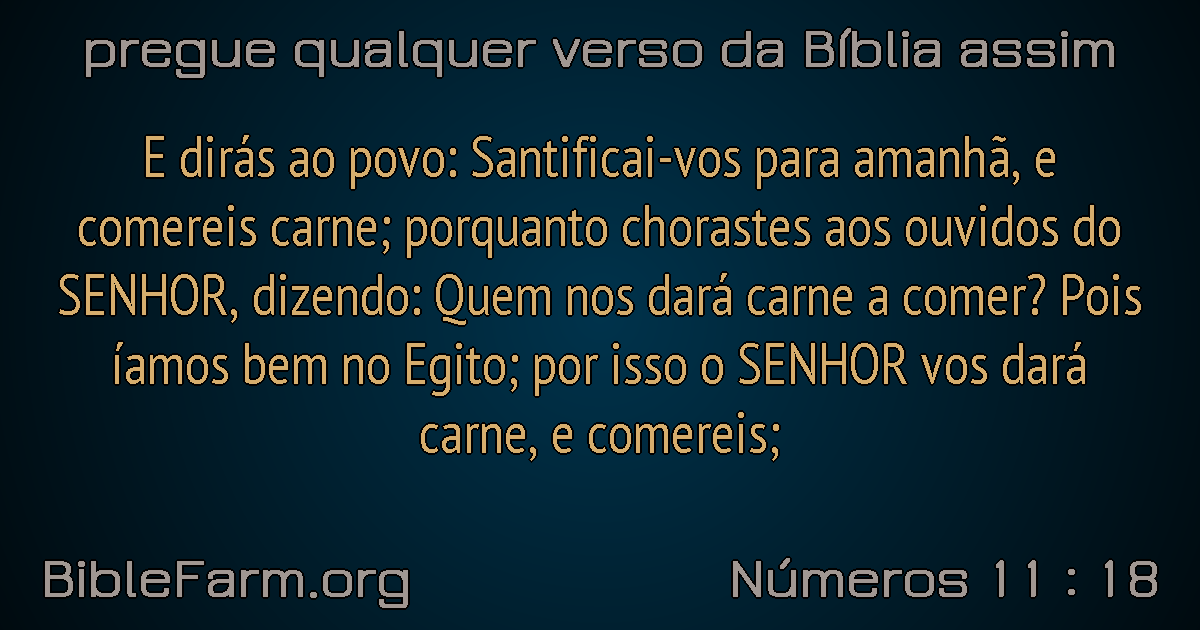 pregue qualquer verso da Bíblia assim
E dirás ao povo: Santificai-vos para amanhã, e
comereis carne; porquanto chorastes aos ouvidos do
SENHOR, dizendo: Quem nos dará carne a comer? Pois
íamos bem no Egito; por isso o SENHOR vos dará
carne, e comereis;
BibleFarm.org
Números 11 : 18